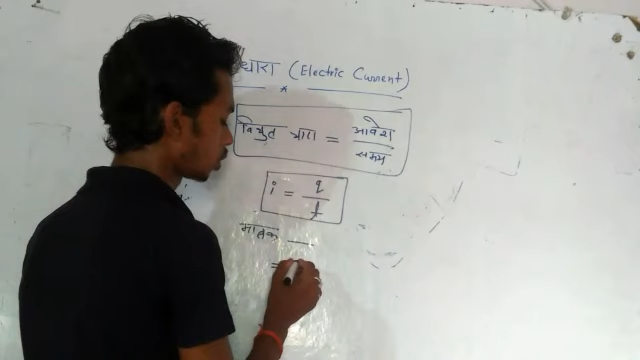 धारा (Electric Current)
विद्युत धारा = आवेश / समय
i = q / t
मात्रक —
=